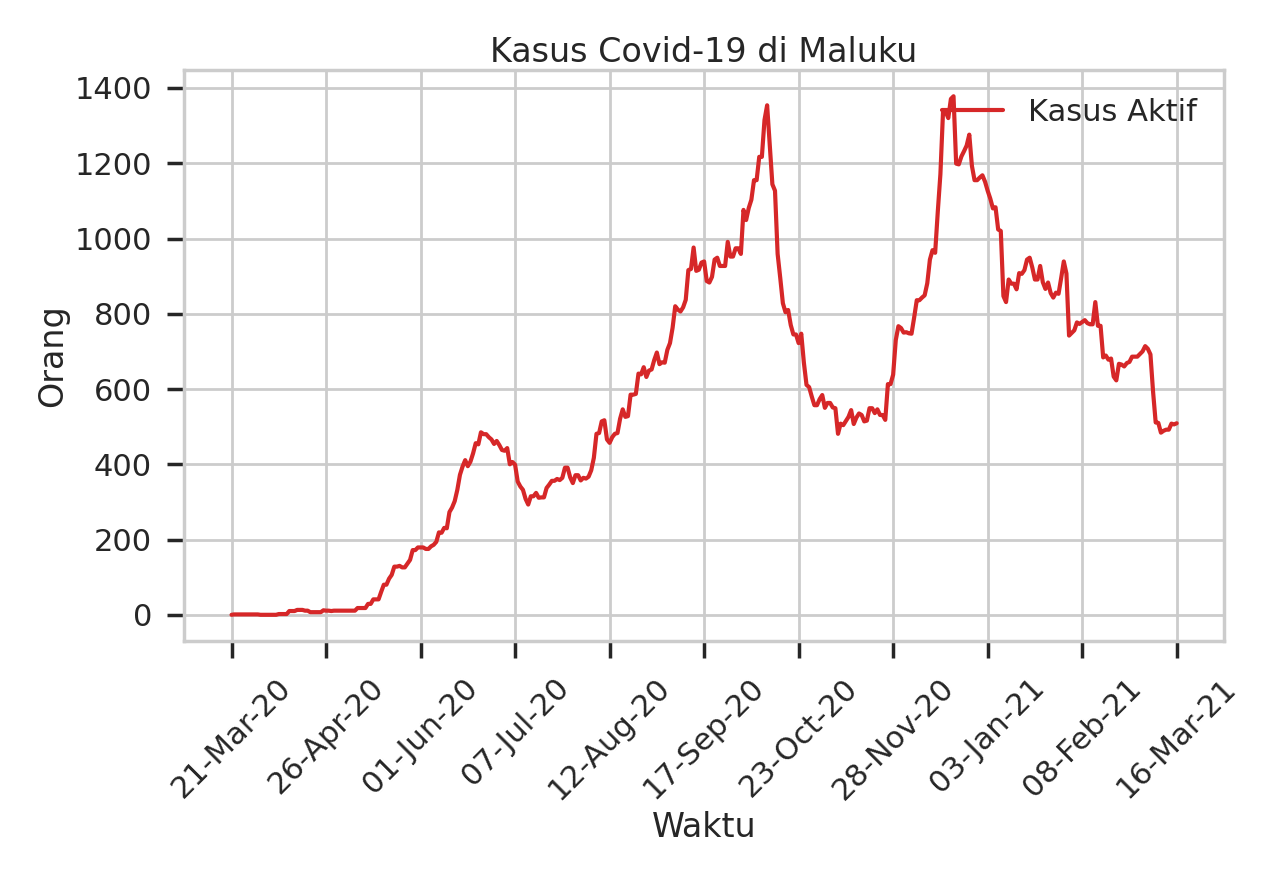 Kasus Covid-19 di Maluku
Kasus Aktif
Orang
1400
1200
1000
800
600
400
200
0
21-Mar-20
26-Apr-20
01-Jun-20
07-Jul-20
12-Aug-20
17-Sep-20
23-Oct-20
28-Nov-20
03-Jan-21
08-Feb-21
16-Mar-21
Waktu